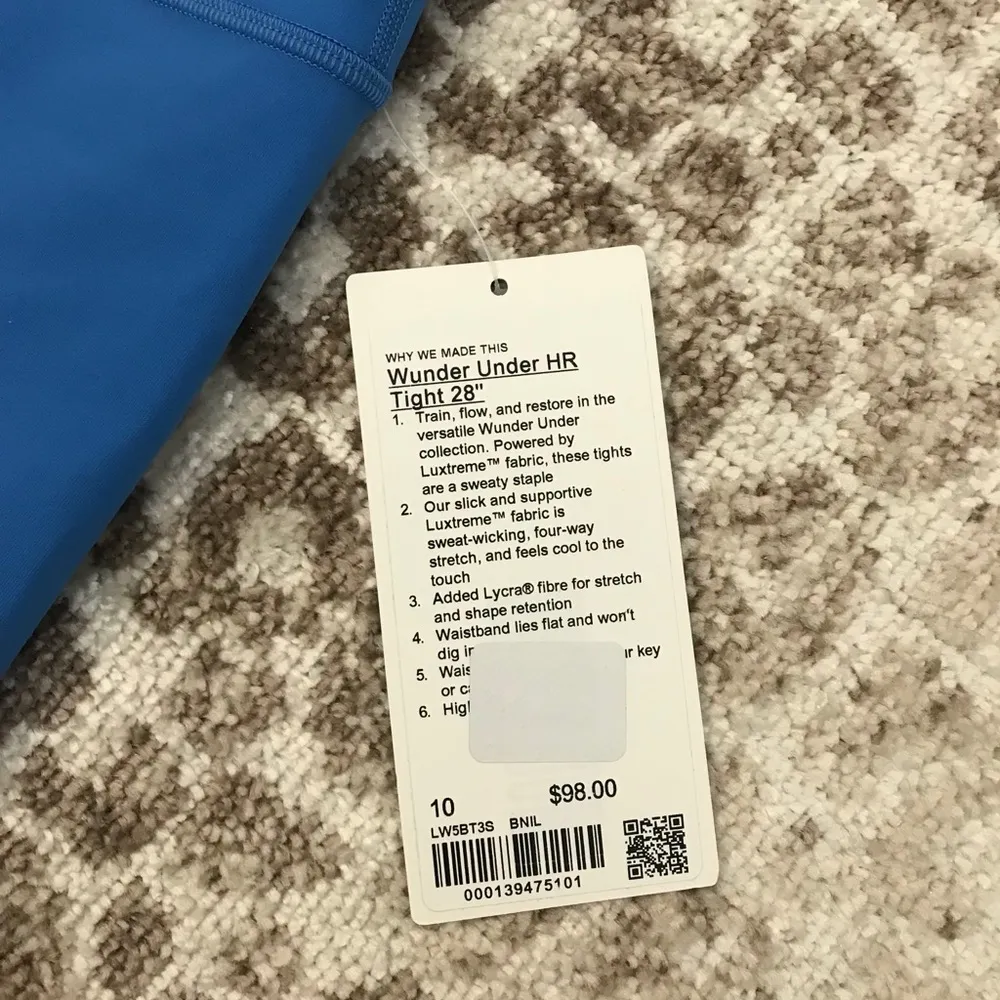 WHY WE MADE THIS
Wunder Under HR
Tight 28"
1. Train, flow, and restore in the
versatile Wunder Under
collection. Powered by
Luxtreme™ fabric, these tights
are a sweaty staple
2. Our slick and supportive
Luxtreme™ fabric is
sweat-wicking, four-way
stretch, and feels cool to the
touch
3. Added Lycra® fibre for stretch
and shape retention
4. Waistband lies flat and won't
dig
5. key
or
6.
10 $98.00
LW5BT3S BNIL
000139475101